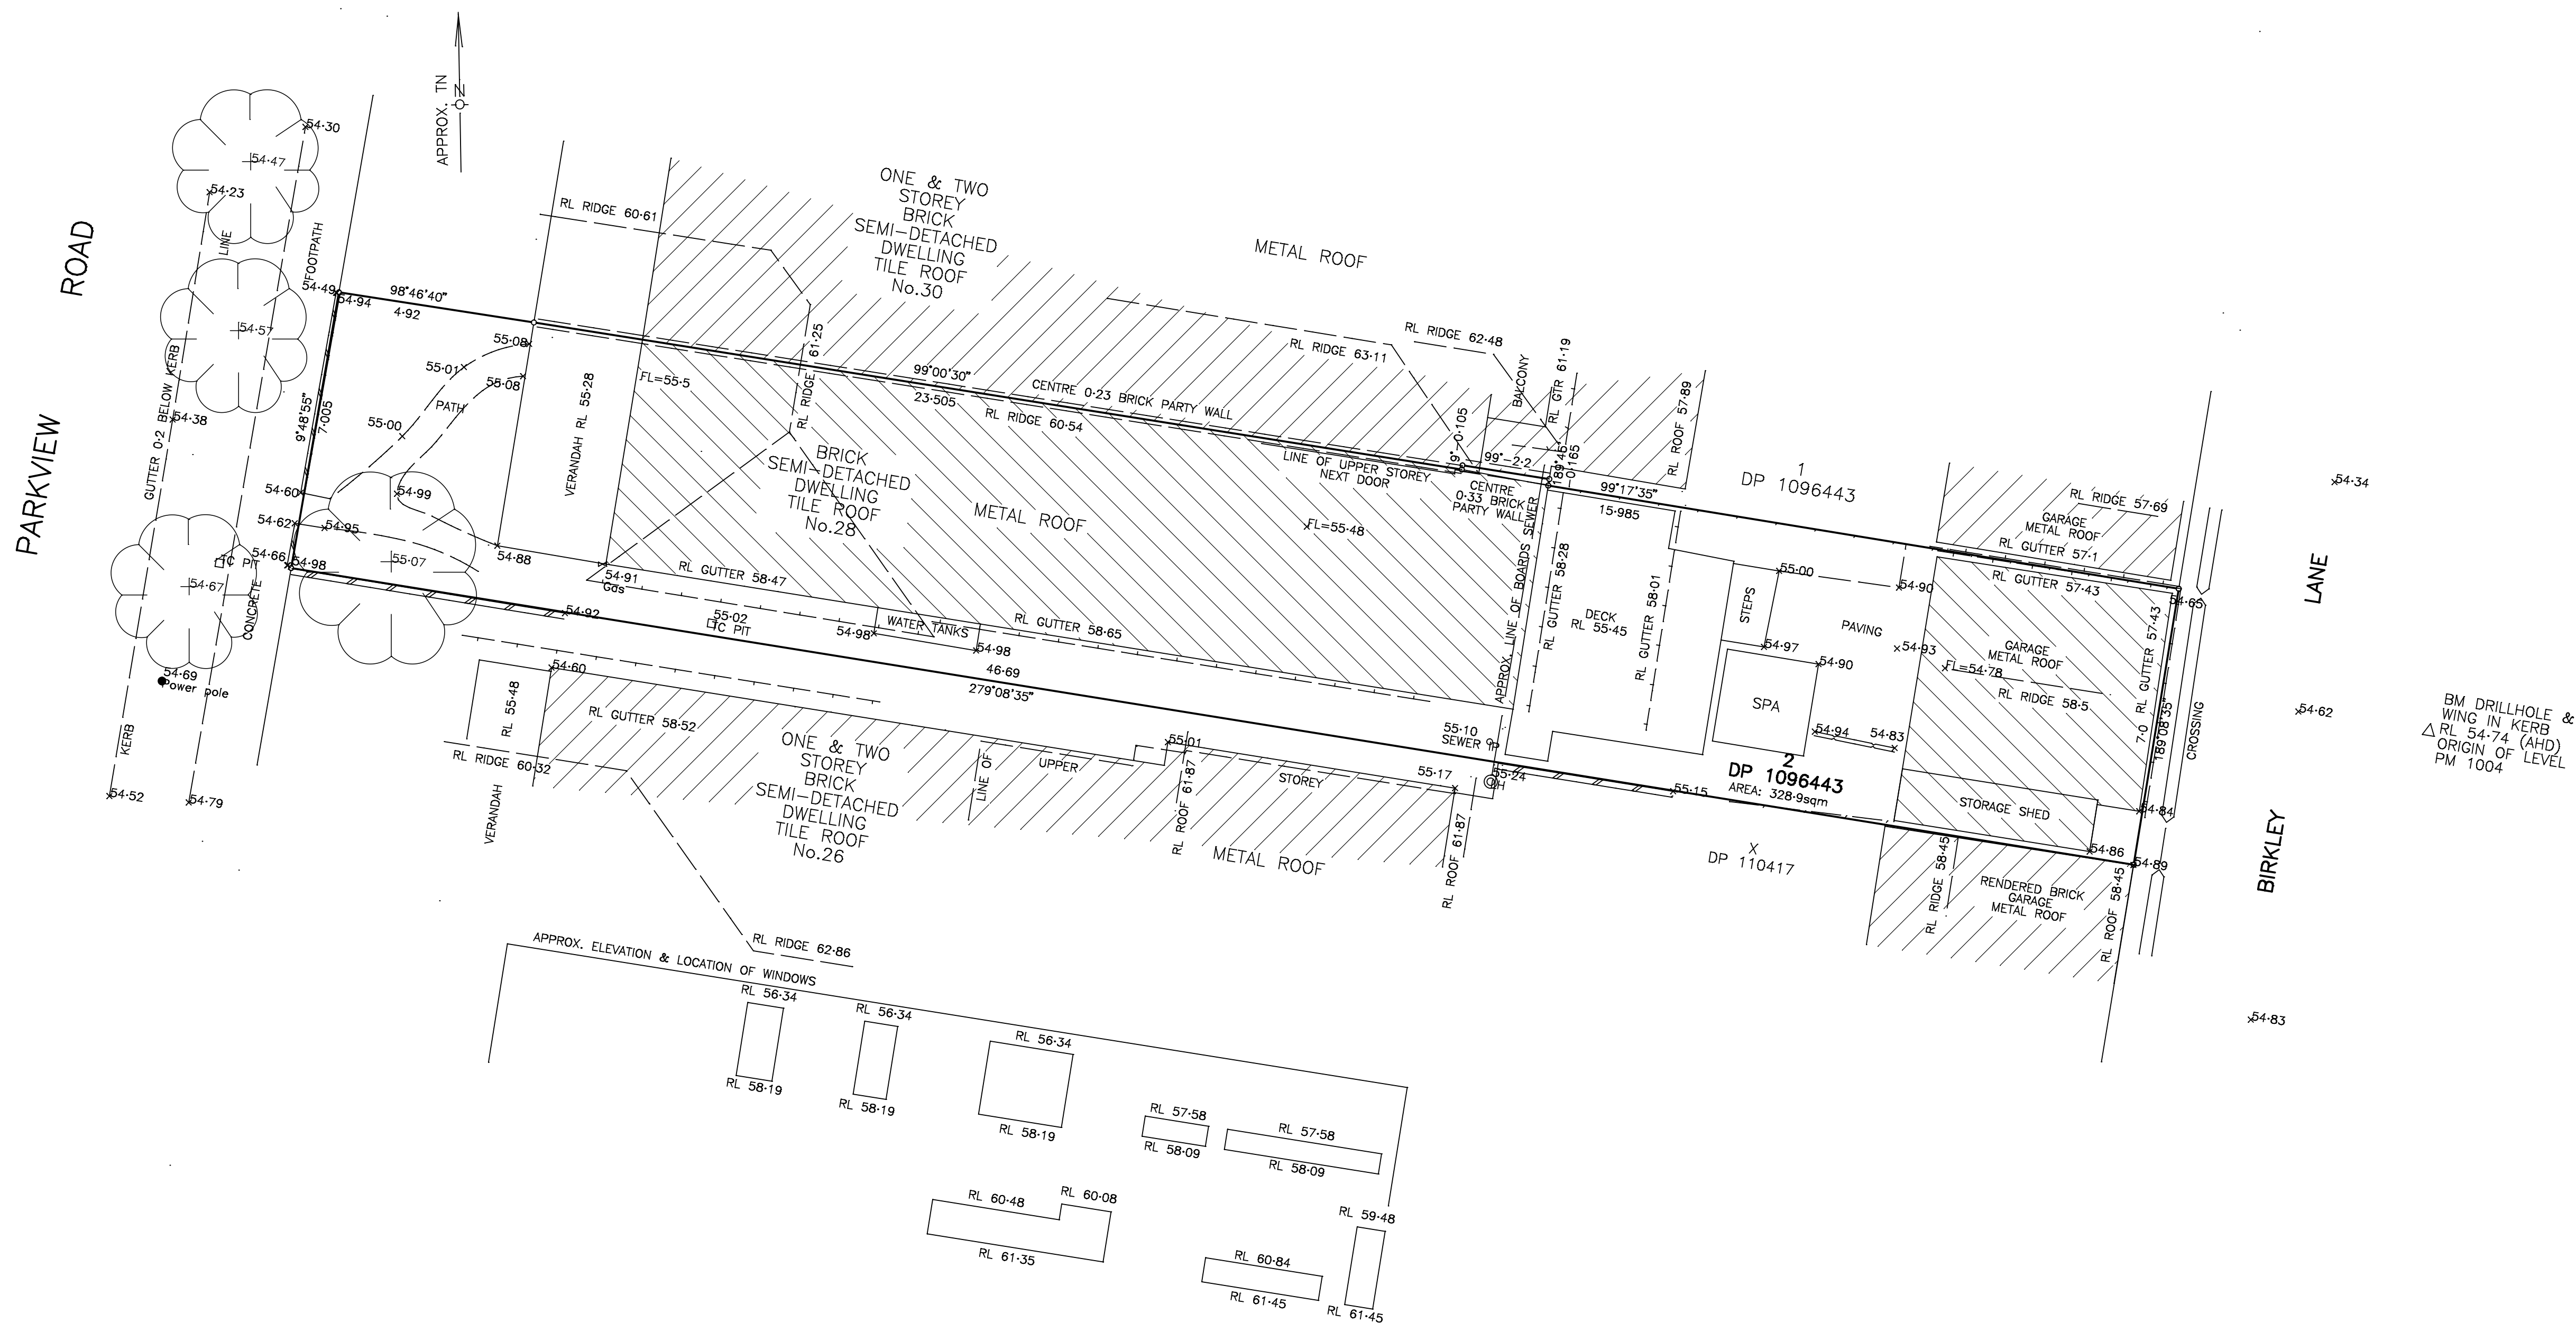 APPROX. TN
N
ROAD
PARKVIEW
54·30
54·47
54·23
LINE
FOOTPATH
54·49
54·94
98°46'40"
4·92
54·57
GUTTER 0·2 BELOW KERB
54·38
9°48'55"
7·005
55·01
55·08
55·08
PATH
55·00
54·60
54·99
54·62
54·95
54·66
54·98
TC PIT
55·07
54·67
CONCRETE
54·69
Power pole
KERB
54·52
54·79
54·88
VERANDAH RL 55·28
RL RIDGE 60·61
ONE & TWO
STOREY
BRICK
SEMI-DETACHED
DWELLING
TILE ROOF
No.30
METAL ROOF
FL=55·5
RL RIDGE 61·25
99°00'30"
23·505
CENTRE 0·23 BRICK PARTY WALL
RL RIDGE 60·54
RL RIDGE 63·11
RL RIDGE 62·48
BALCONY
RL GTR 61·19
RL ROOF 57·89
BRICK
SEMI-DETACHED
DWELLING
TILE ROOF
No.28
METAL ROOF
LINE OF UPPER STOREY
NEXT DOOR
9°-0·105
99°-2·2
189°45'
-0·165
CENTRE
0·33 BRICK
PARTY WALL
FL=55·48
99°17'35"
15·985
1
DP 1096443
APPROX. LINE OF BOARDS SEWER
RL GUTTER 58·28
RL GUTTER 58·01
DECK
RL 55·45
STEPS
55·00
54·90
54·97
54·90
PAVING
54·93
SPA
54·94
54·83
54·91
Gas
RL GUTTER 58·47
55·02
TC PIT
54·98
WATER TANKS
54·98
RL GUTTER 58·65
54·92
46·69
279°08'35"
54·60
RL 55·48
VERANDAH
RL RIDGE 60·32
RL GUTTER 58·52
ONE & TWO
STOREY
BRICK
SEMI-DETACHED
DWELLING
TILE ROOF
No.26
LINE OF
UPPER
STOREY
55·01
RL ROOF 61·87
METAL ROOF
55·10
SEWER IP
55·17
55·24
MH
RL ROOF 61·87
55·15
2
DP 1096443
AREA: 328·9sqm
X
DP 110417
RL RIDGE 57·69
GARAGE
METAL ROOF
RL GUTTER 57·1
RL GUTTER 57·43
54·65
RL GUTTER 57·43
GARAGE
METAL ROOF
FL=54·78
RL RIDGE 58·5
7·0
189°08'35"
CROSSING
STORAGE SHED
54·84
54·86
54·89
RL RIDGE 58·45
RENDERED BRICK
GARAGE
METAL ROOF
RL ROOF 58·45
LANE
BIRKLEY
54·34
54·62
54·83
BM DRILLHOLE &
WING IN KERB
RL 54·74 (AHD)
ORIGIN OF LEVEL
PM 1004
RL RIDGE 62·86
APPROX. ELEVATION & LOCATION OF WINDOWS
RL 56·34
RL 58·19
RL 56·34
RL 58·19
RL 56·34
RL 58·19
RL 57·58
RL 58·09
RL 57·58
RL 58·09
RL 60·48
RL 60·08
RL 61·35
RL 60·84
RL 61·45
RL 59·48
RL 61·45